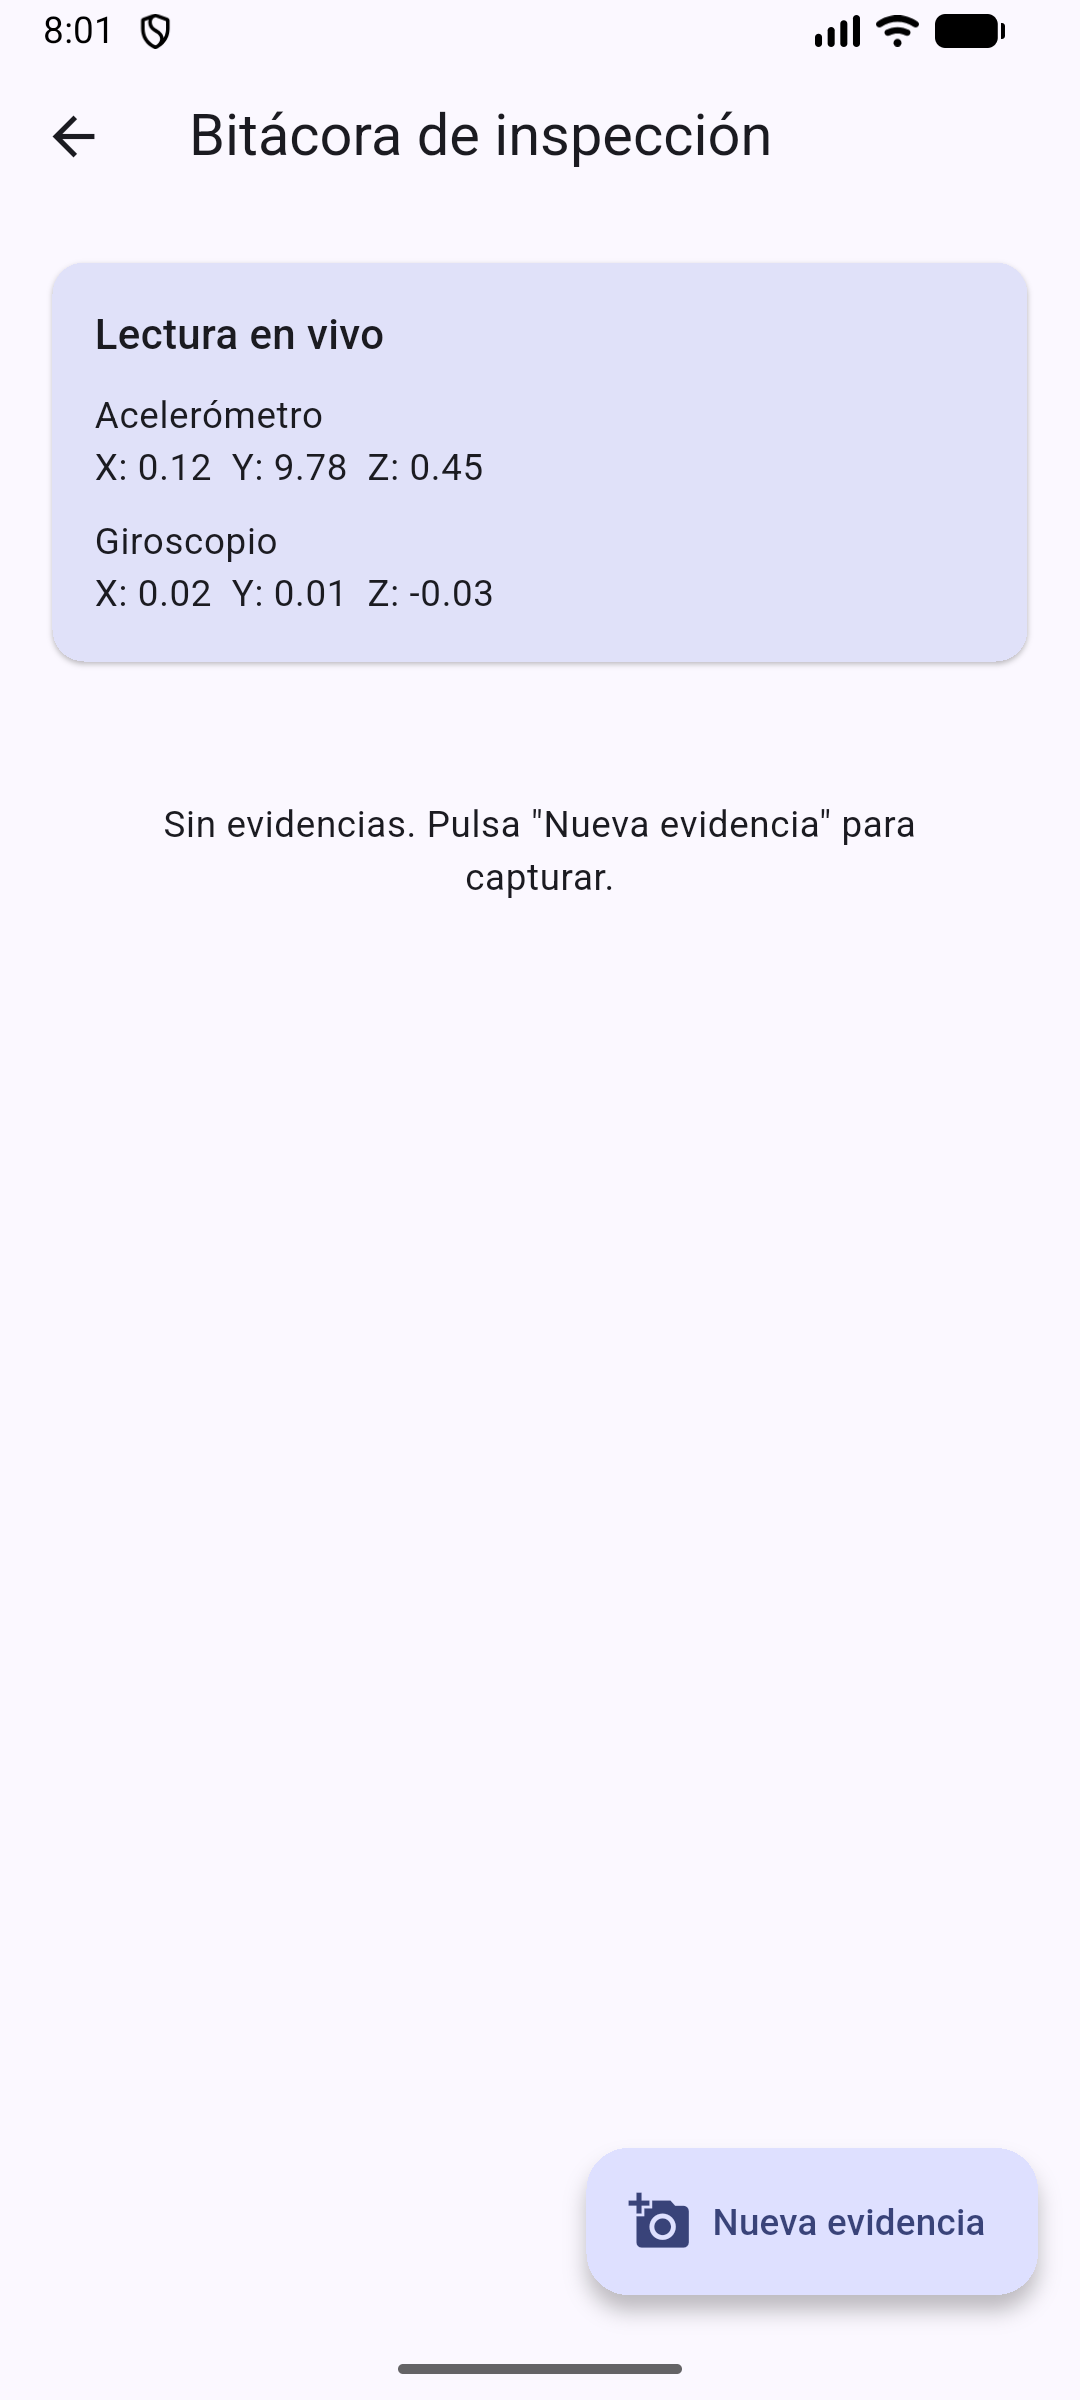 8:01
Bitácora de inspección
Lectura en vivo
Acelerómetro
X: 0.12  Y: 9.78  Z: 0.45
Giroscopio
X: 0.02  Y: 0.01  Z: -0.03
Sin evidencias. Pulsa "Nueva evidencia" para
capturar.
Nueva evidencia